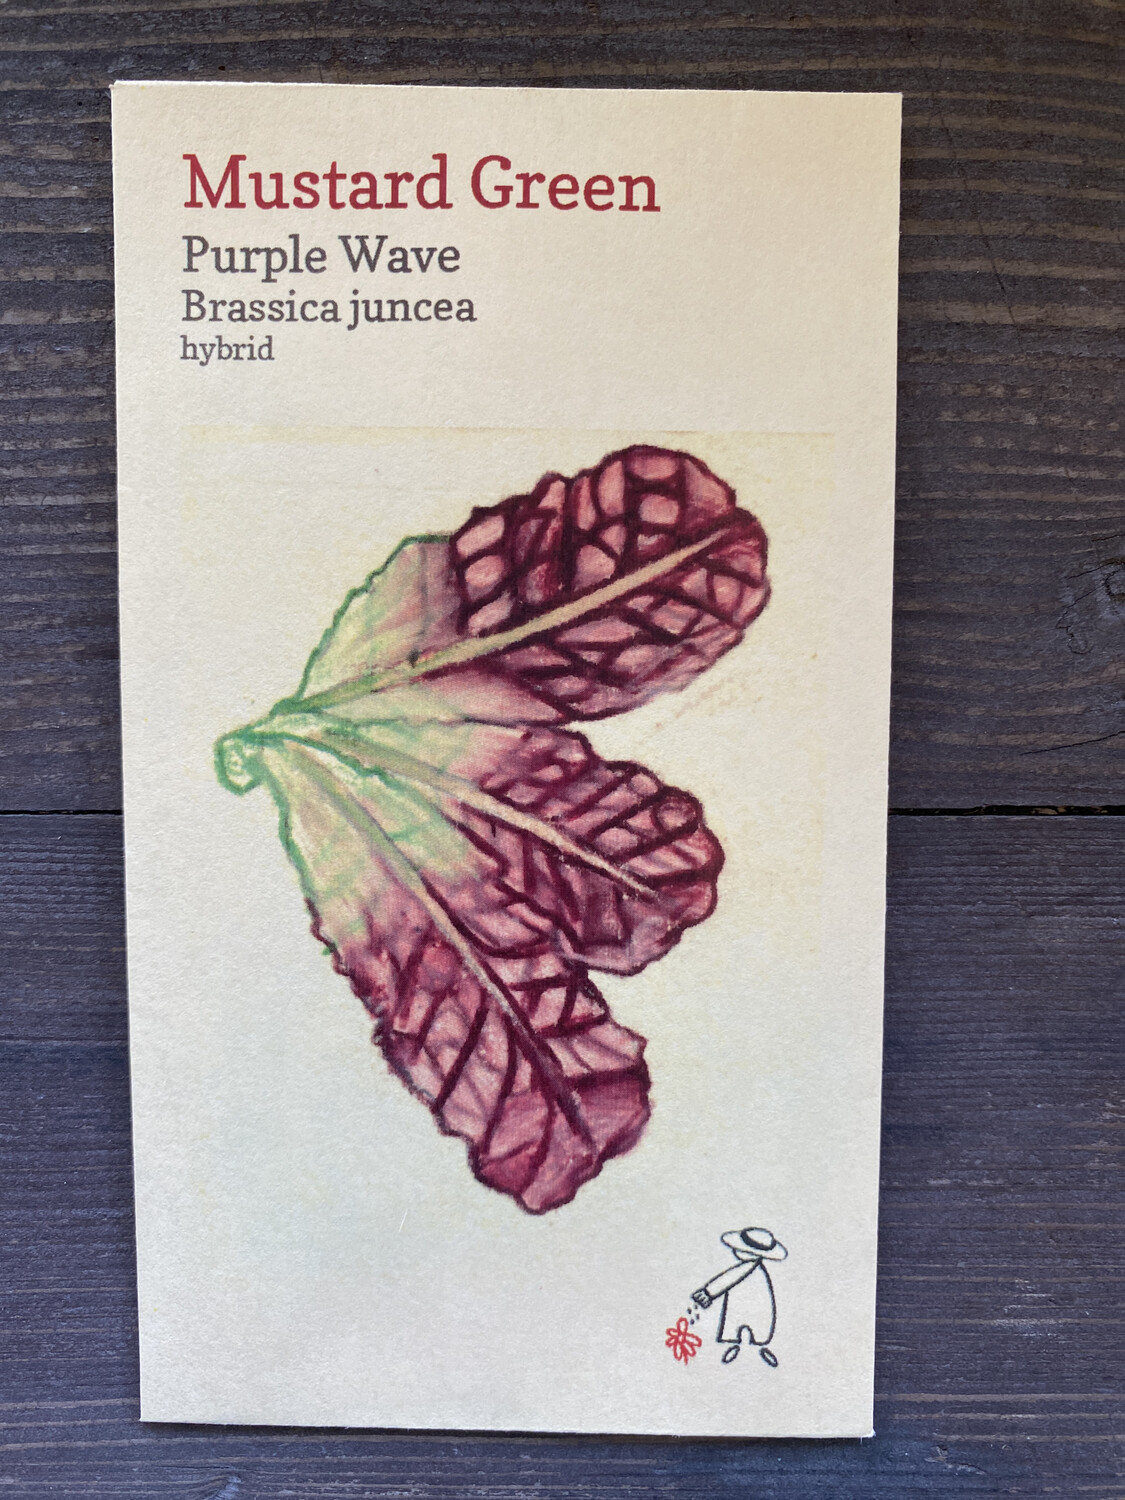 Mustard Green
Purple Wave
Brassica juncea
hybrid